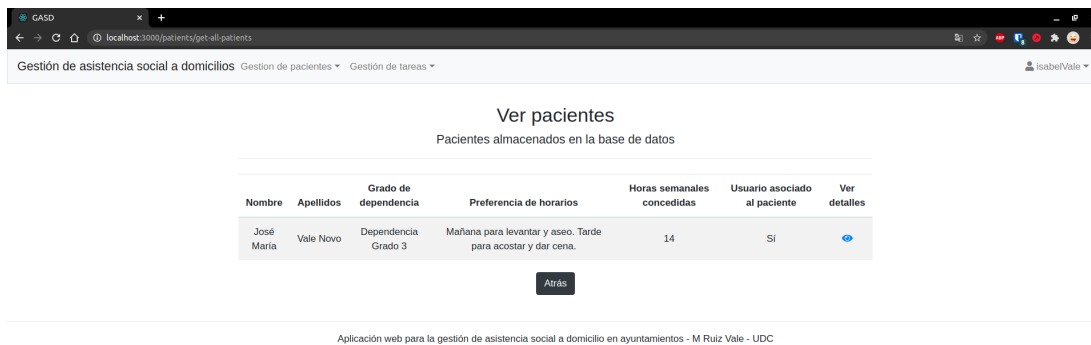 GASD
localhost:3000/patients/get-all-patients
Gestión de asistencia social a domicilios Gestion de pacientes Gestión de tareas isabelVale
Ver pacientes
Pacientes almacenados en la base de datos
Nombre Apellidos Grado de dependencia Preferencia de horarios Horas semanales concedidas Usuario asociado al paciente Ver detalles
José María Vale Novo Dependencia Grado 3 Mañana para levantar y aseo. Tarde para acostar y dar cena. 14 Sí
Atrás
Aplicación web para la gestión de asistencia social a domicilio en ayuntamientos - M Ruiz Vale - UDC